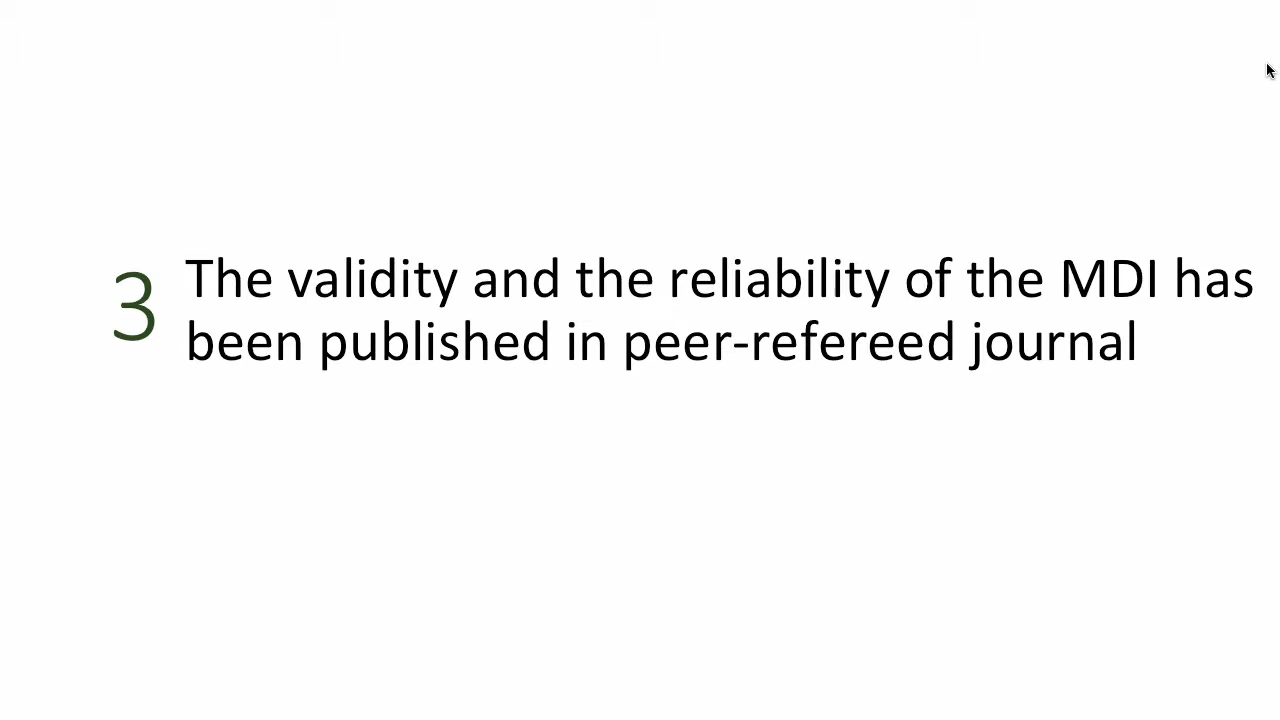 3 The validity and the reliability of the MDI has
been published in peer-refereed journal